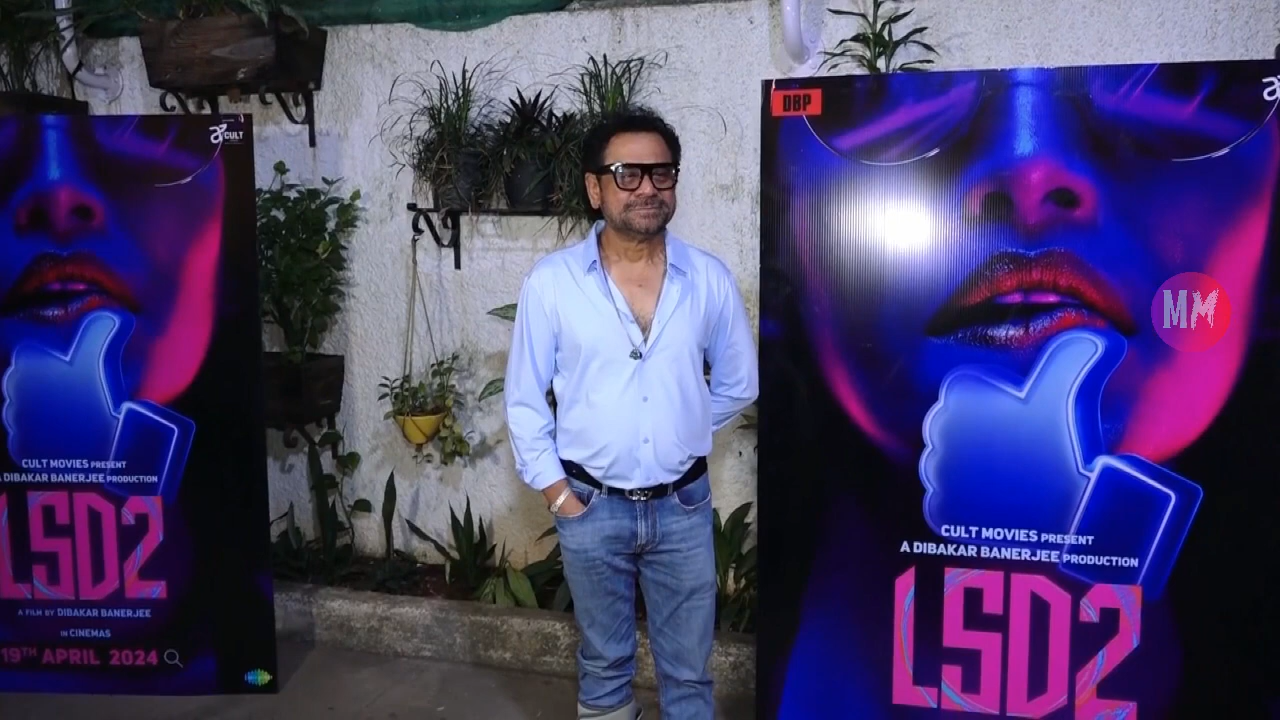 CULT
CULT MOVIES PRESENT
A DIBAKAR BANERJEE PRODUCTION
LSD2
A FILM BY DIBAKAR BANERJEE
IN CINEMAS
19TH APRIL 2024
DBP
MM
CULT MOVIES PRESENT
A DIBAKAR BANERJEE PRODUCTION
LSD2